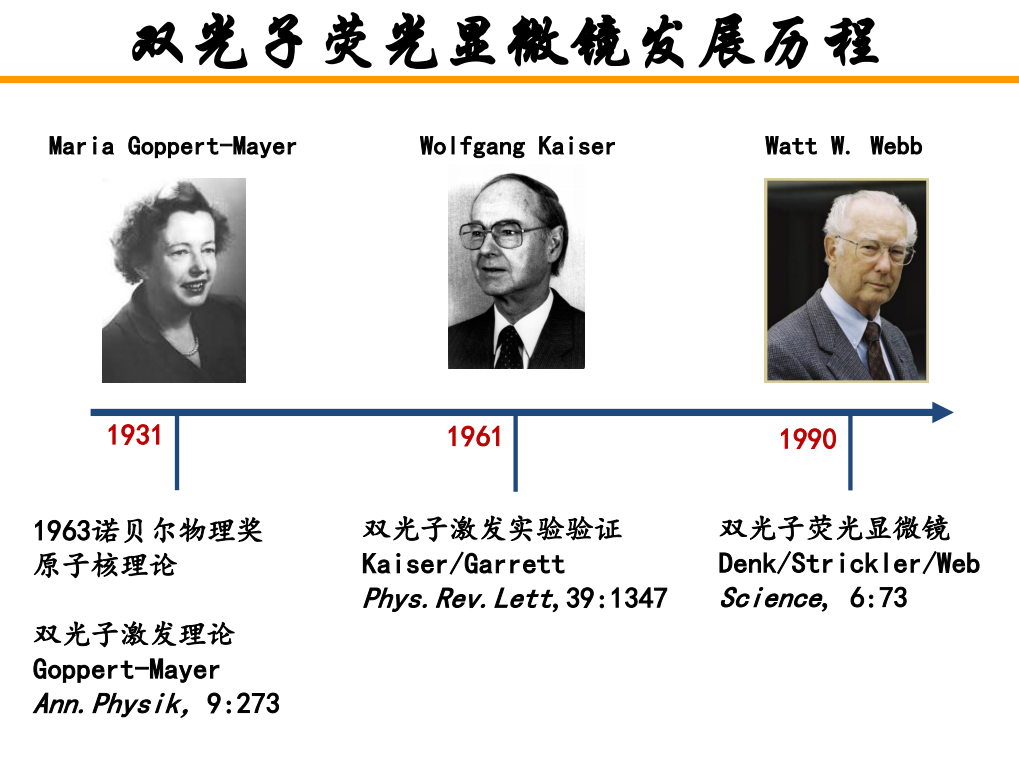 双光子荧光显微镜发展历程
Maria Goppert-Mayer
Wolfgang Kaiser
Watt W. Webb
1931
1961
1990
1963诺贝尔物理奖
原子核理论
双光子激发理论
Goppert-Mayer
Ann.Physik, 9:273
双光子激发实验验证
Kaiser/Garrett
Phys.Rev.Lett,39:1347
双光子荧光显微镜
Denk/Strickler/Web
Science, 6:73